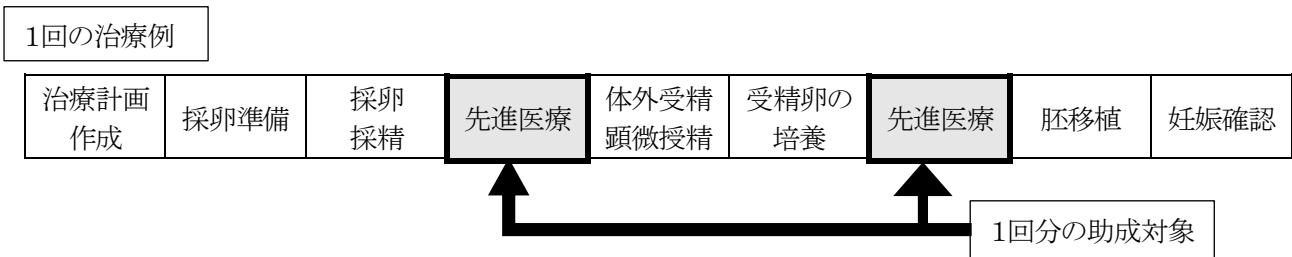 1回の治療例
治療計画
作成
採卵準備
採卵
採精
先進医療
体外受精
顕微授精
受精卵の
培養
先進医療
胚移植
妊娠確認
1回分の助成対象